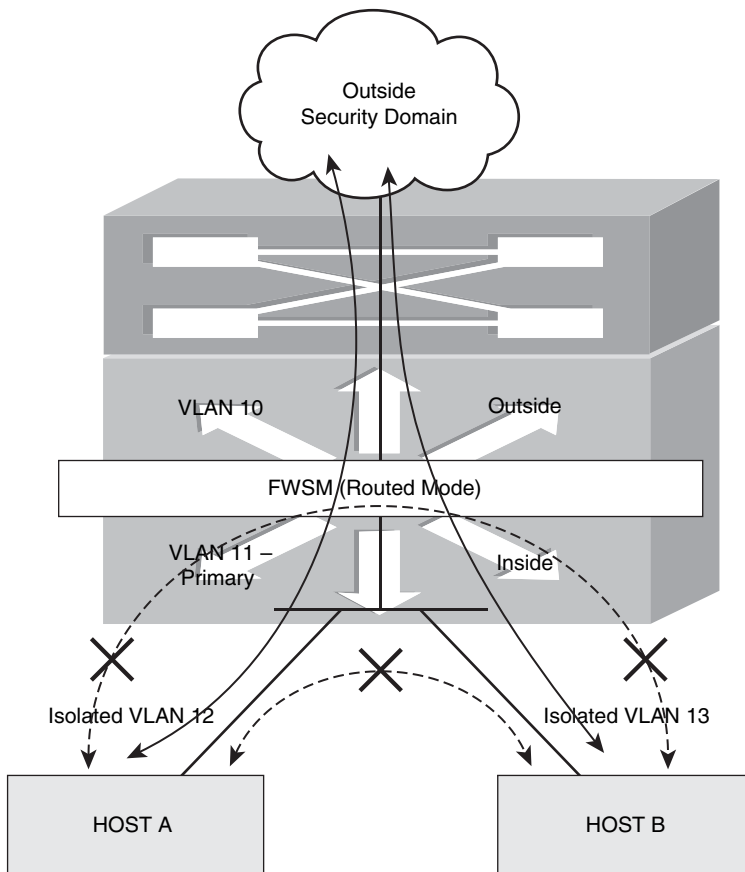 Outside
Security Domain
VLAN 10
Outside
FWSM (Routed Mode)
VLAN 11 –
Primary
Inside
Isolated VLAN 12
Isolated VLAN 13
HOST A
HOST B